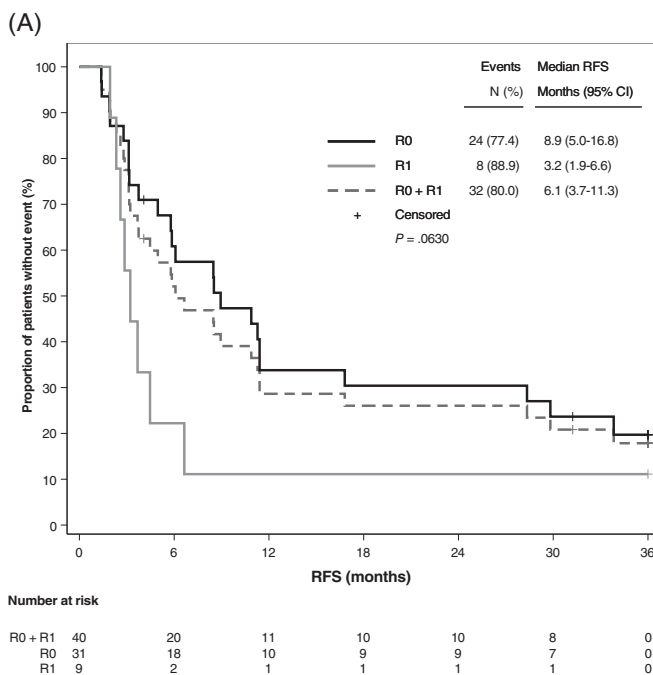 (A)
Events Median RFS
N (%) Months (95% CI)
R0 24 (77.4) 8.9 (5.0-16.8)
R1 8 (88.9) 3.2 (1.9-6.6)
R0 + R1 32 (80.0) 6.1 (3.7-11.3)
+ Censored
P = .0630
Proportion of patients without event (%)
100
90
80
70
60
50
40
30
20
10
0
0 6 12 18 24 30 36
RFS (months)
Number at risk
R0 + R1 40 20 11 10 10 8 0
R0 31 18 10 9 9 7 0
R1 9 2 1 1 1 1 0